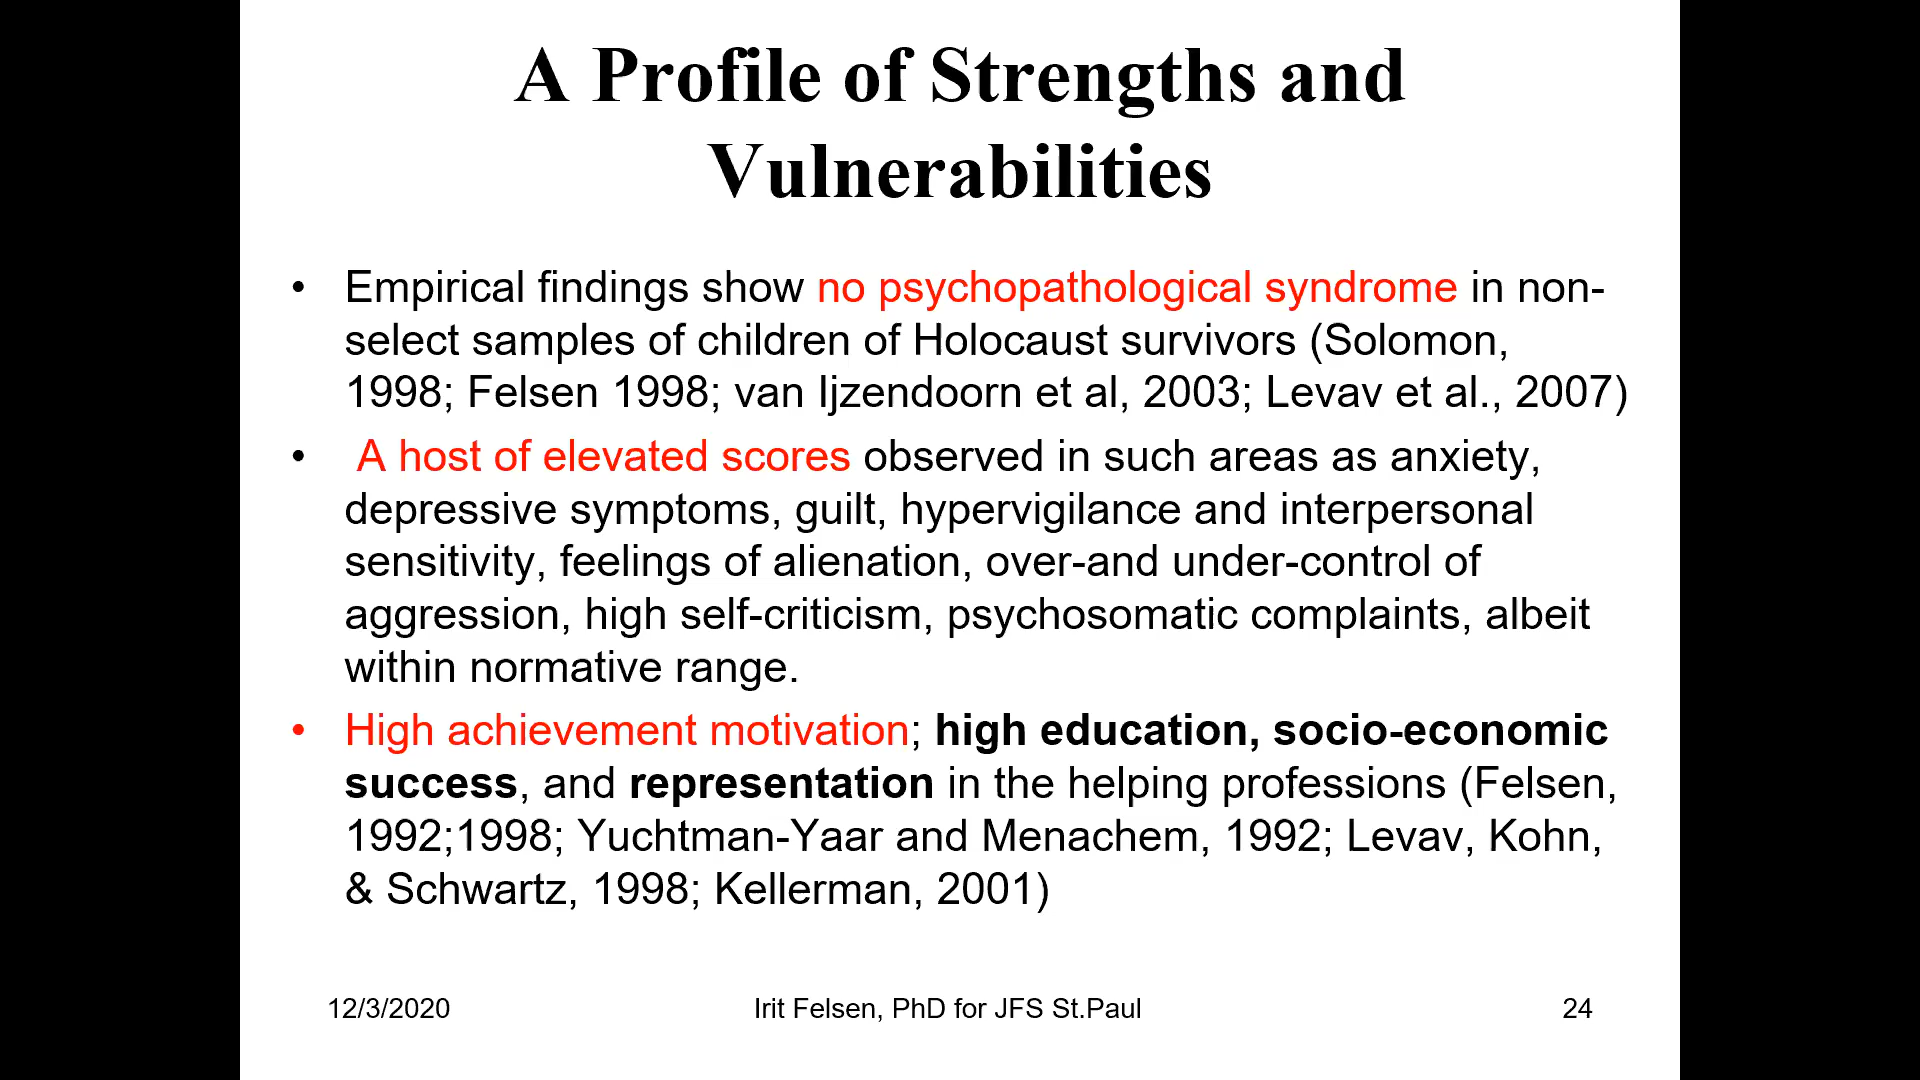 A Profile of Strengths and
Vulnerabilities
• Empirical findings show no psychopathological syndrome in non-
select samples of children of Holocaust survivors (Solomon,
1998; Felsen 1998; van Ijzendoorn et al, 2003; Levav et al., 2007)
• A host of elevated scores observed in such areas as anxiety,
depressive symptoms, guilt, hypervigilance and interpersonal
sensitivity, feelings of alienation, over-and under-control of
aggression, high self-criticism, psychosomatic complaints, albeit
within normative range.
• High achievement motivation; high education, socio-economic
success, and representation in the helping professions (Felsen,
1992;1998; Yuchtman-Yaar and Menachem, 1992; Levav, Kohn,
& Schwartz, 1998; Kellerman, 2001)
12/3/2020
Irit Felsen, PhD for JFS St.Paul
24